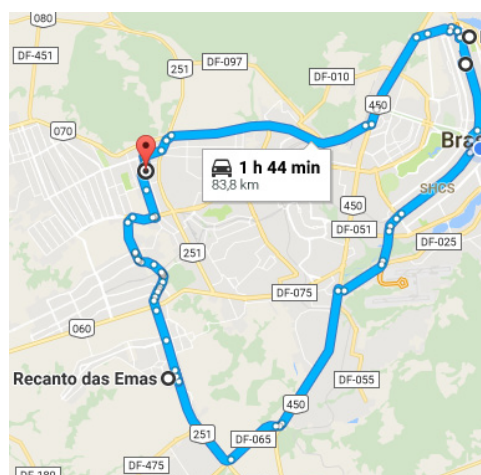 080
DF-451
251
DF-097
DF-010
070
450
Bra
1 h 44 min
83,8 km
SHCS
450
DF-051
DF-025
251
DF-075
060
Recanto das Emas
DF-055
450
251
DF-065
DF-475
DF-180